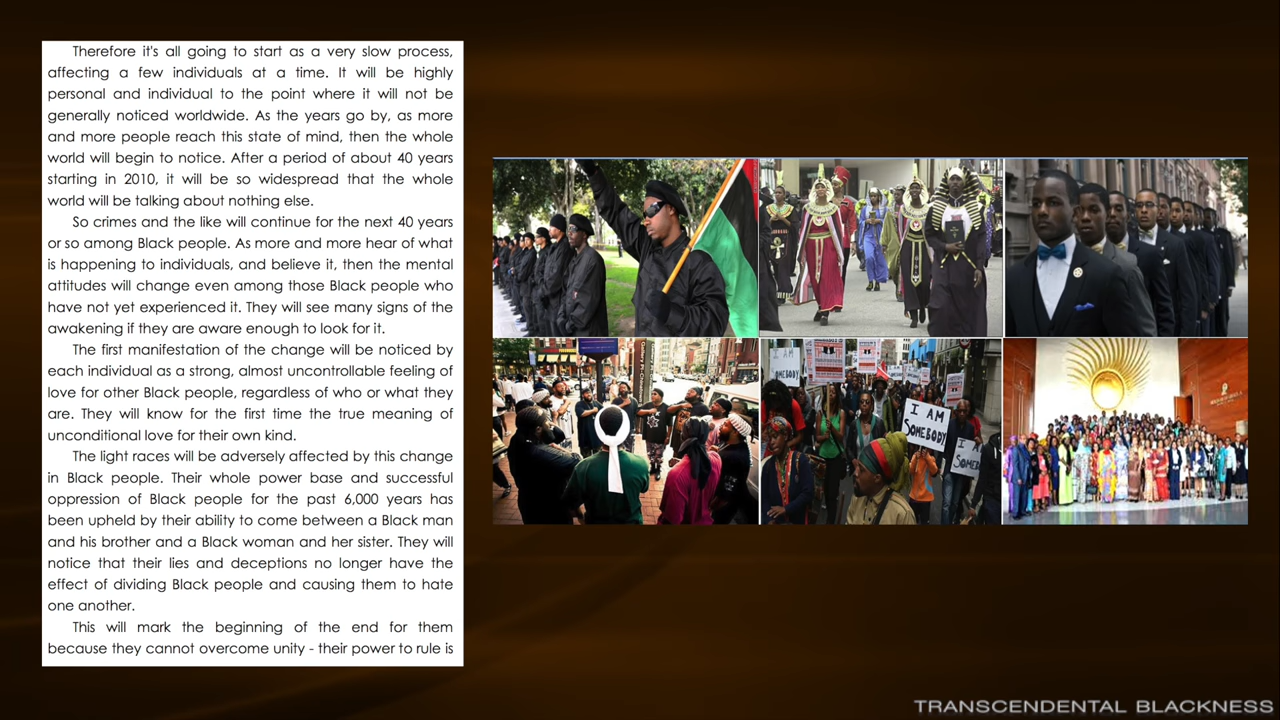 Therefore it's all going to start as a very slow process,
affecting a few individuals at a time. It will be highly
personal and individual to the point where it will not be
generally noticed worldwide. As the years go by, as more
and more people reach this state of mind, then the whole
world will begin to notice. After a period of about 40 years
starting in 2010, it will be so widespread that the whole
world will be talking about nothing else.
So crimes and the like will continue for the next 40 years
or so among Black people. As more and more hear of what
is happening to individuals, and believe it, then the mental
attitudes will change even among those Black people who
have not yet experienced it. They will see many signs of the
awakening if they are aware enough to look for it.
The first manifestation of the change will be noticed by
each individual as a strong, almost uncontrollable feeling of
love for other Black people, regardless of who or what they
are. They will know for the first time the true meaning of
unconditional love for their own kind.
The light races will be adversely affected by this change
in Black people. Their whole power base and successful
oppression of Black people for the past 6,000 years has
been upheld by their ability to come between a Black man
and his brother and a Black woman and her sister. They will
notice that their lies and deceptions no longer have the
effect of dividing Black people and causing them to hate
one another.
This will mark the beginning of the end for them
because they cannot overcome unity - their power to rule is
I AM
I AM
SOMEBODY
I AM
TRANSCENDENTAL BLACKNESS